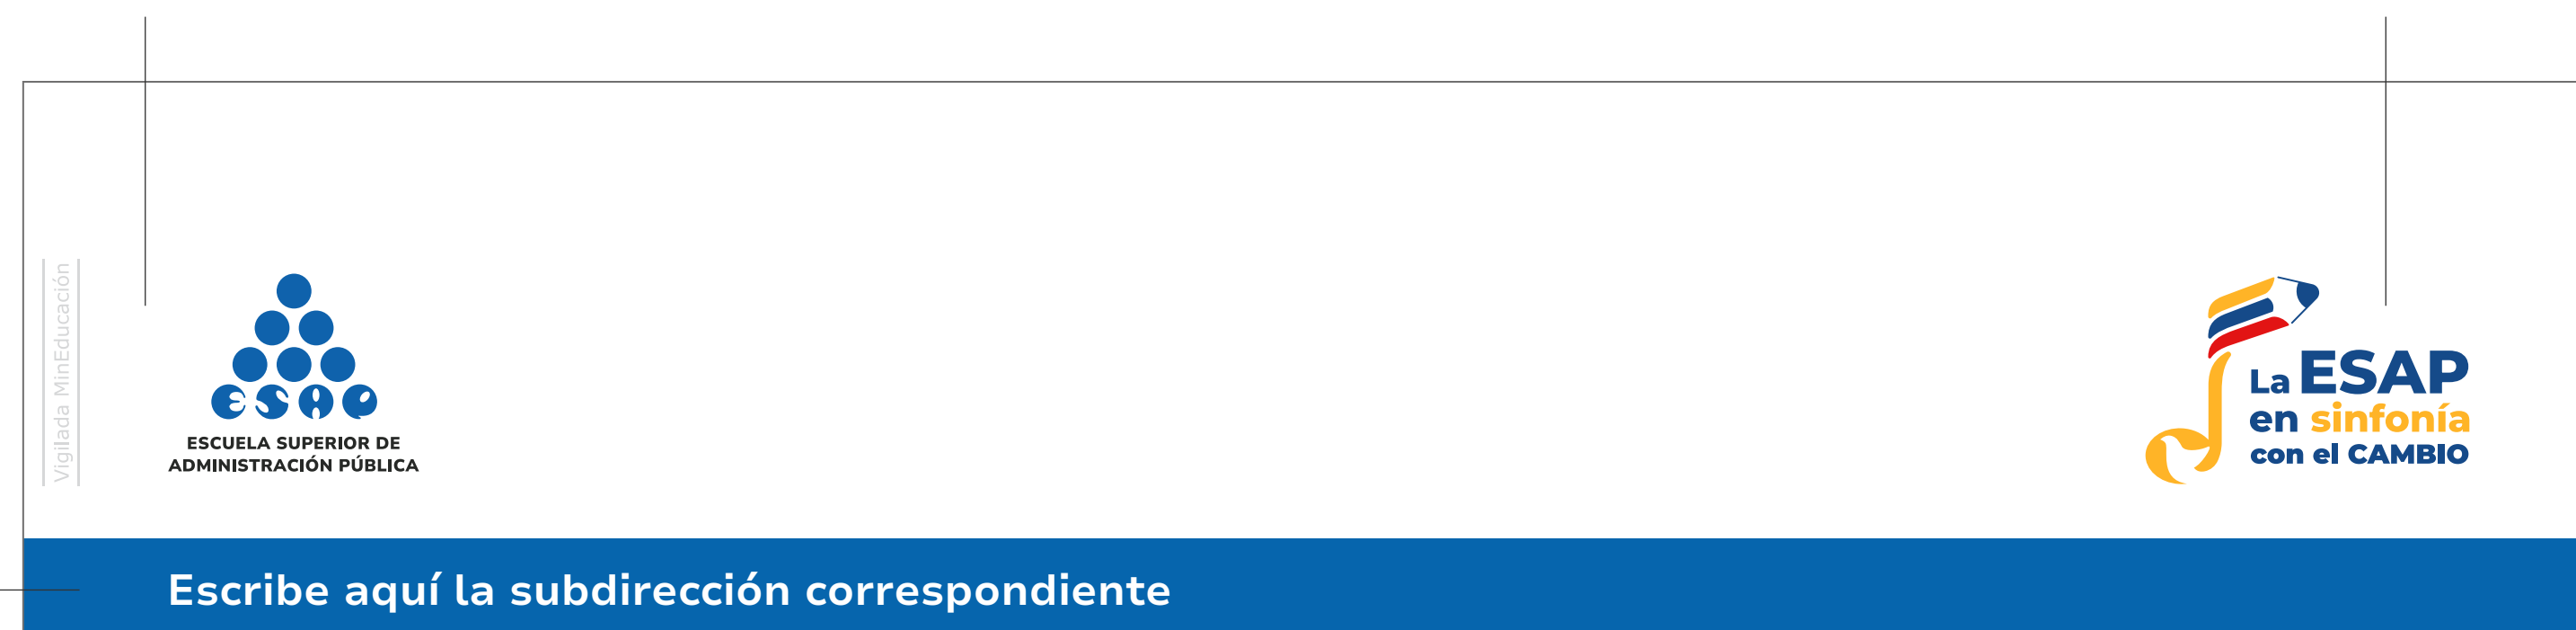 Vigilada MinEducación
esap
ESCUELA SUPERIOR DE
ADMINISTRACIÓN PÚBLICA
La ESAP
en sinfonía
con el CAMBIO
Escribe aquí la subdirección correspondiente